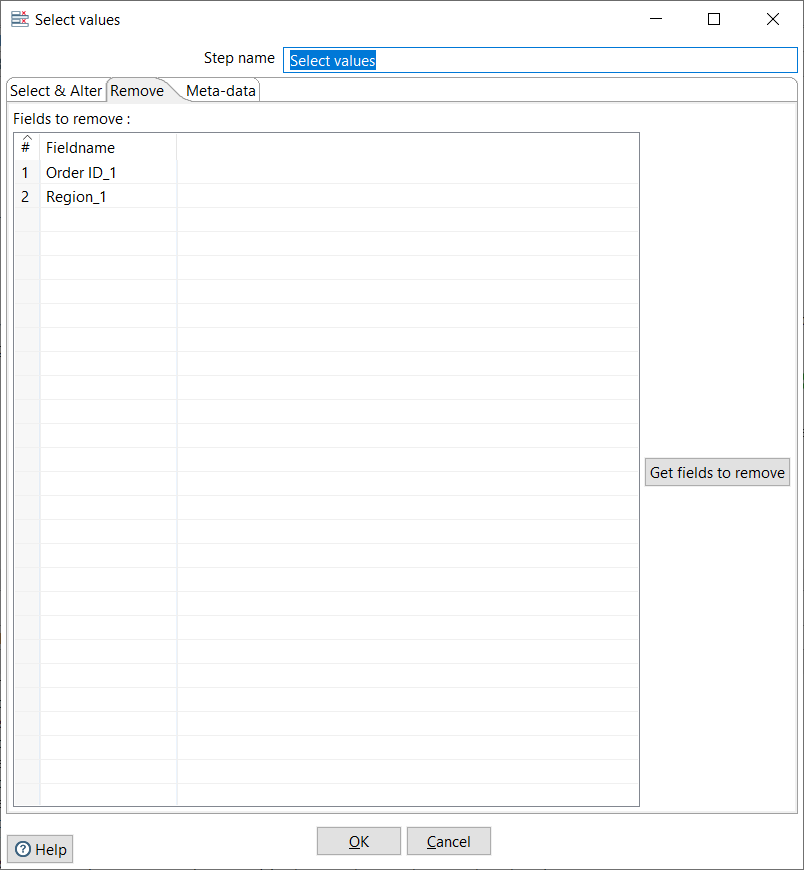 Select values
Step name Select values
Select & Alter Remove Meta-data
Fields to remove :
# Fieldname
1 Order ID_1
2 Region_1
Get fields to remove
OK Cancel
Help